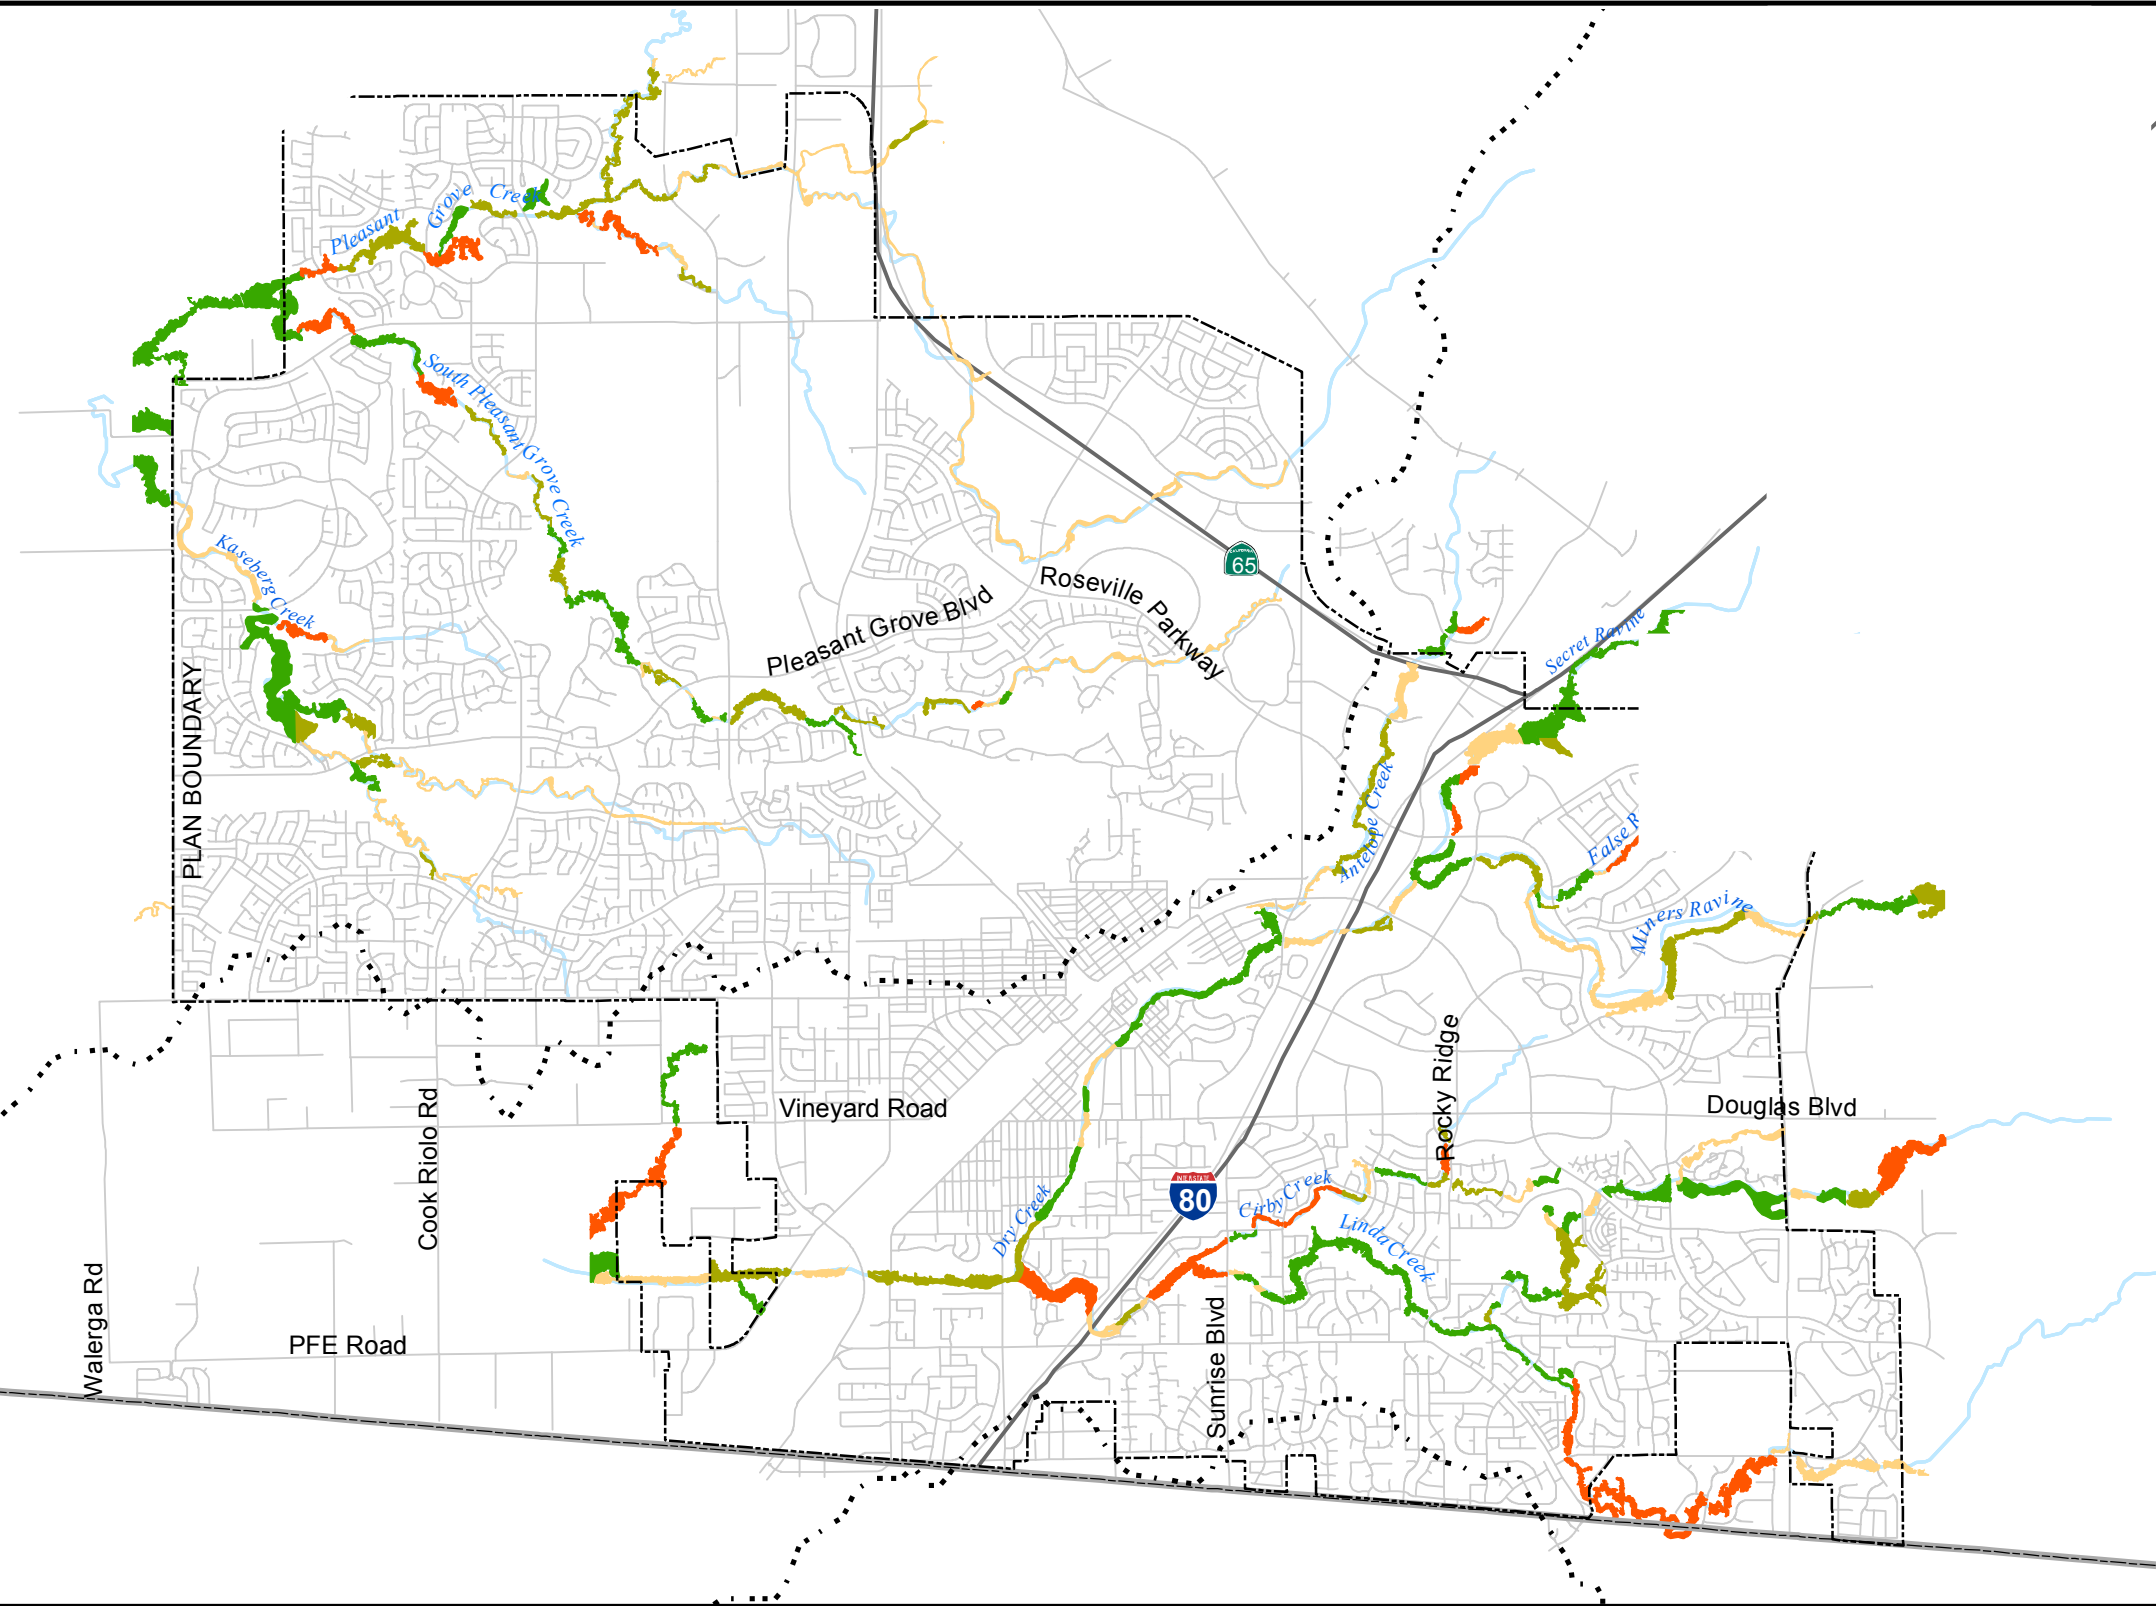 Pleasant Grove Creek
South Pleasant Grove Creek
Kaseberg Creek
PLAN BOUNDARY
Pleasant Grove Blvd
Roseville Parkway
CALIFORNIA
65
Secret Ravine
Antelope Creek
False R
Miners Ravine
Rocky Ridge
Douglas Blvd
Vineyard Road
Cook Riolo Rd
Walerga Rd
PFE Road
Dry Creek
INTERSTATE
80
Cirby Creek
Linda Creek
Sunrise Blvd